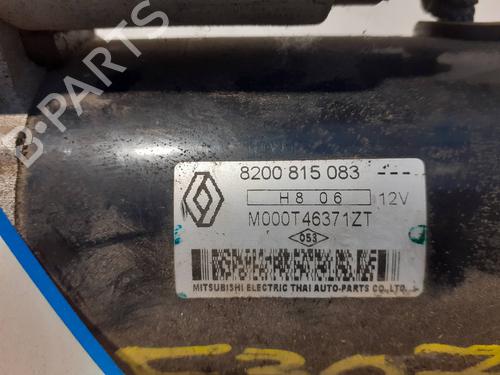 B-PARTS
8200 815 083 ---
H8 06 12V
M000T46371ZT
053
MITSUBISHI ELECTRIC THAI AUTO-PARTS CO.,LTD.